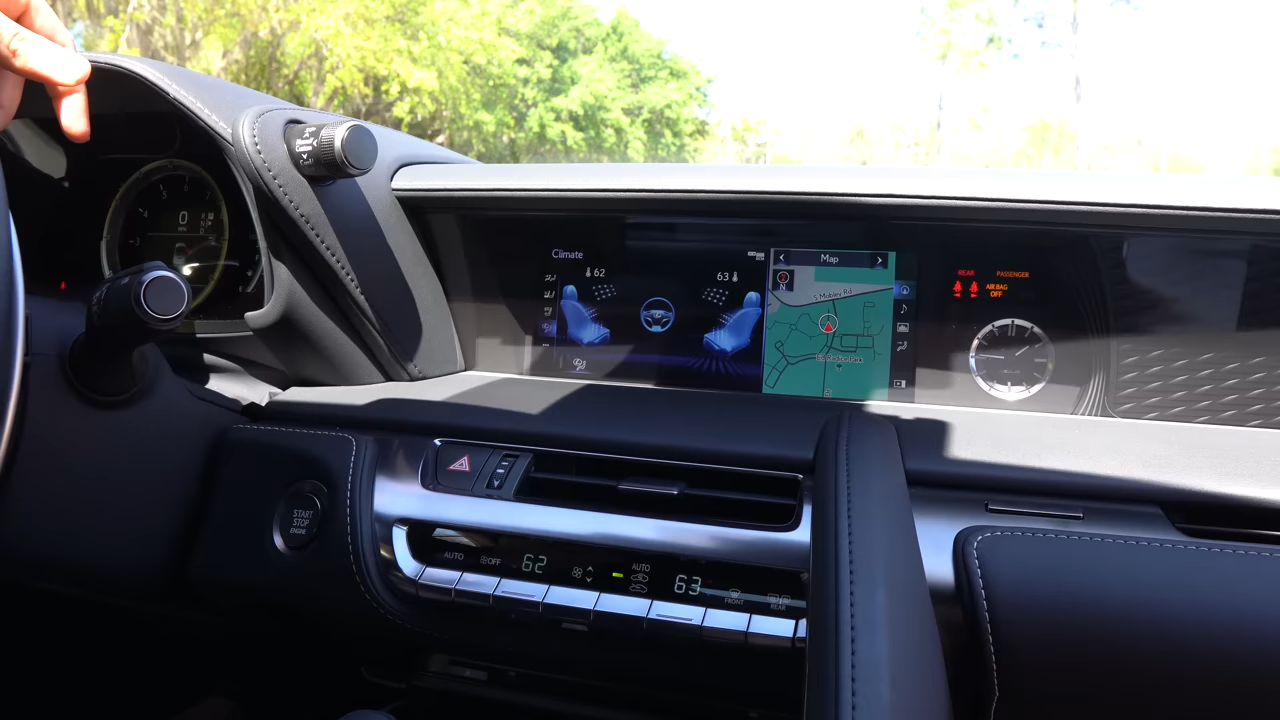 Climate
62
63
Map
N
S Mobley Rd
REAR
PASSENGER
AIR BAG
OFF
0
START
STOP
ENGINE
AUTO
OFF
62
AUTO
63
FRONT
REAR